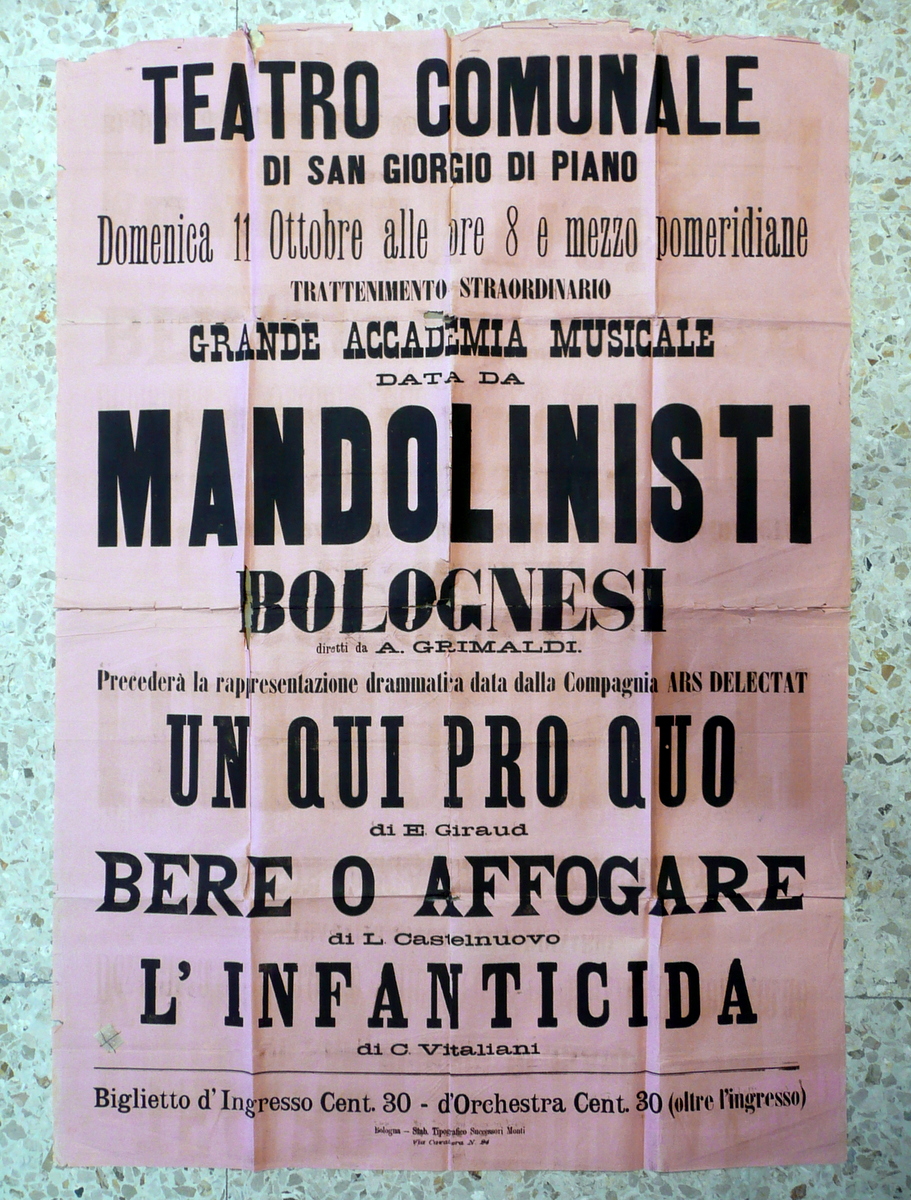 TEATRO COMUNALE
DI SAN GIORGIO DI PIANO
Domenica 11 Ottobre alle ore 8 e mezzo pomeridiane
TRATTENIMENTO STRAORDINARIO
GRANDE ACCADEMIA MUSICALE
DATA DA
MANDOLINISTI
BOLOGNESI
diretti da A. GRIMALDI.
Precederà la rappresentazione drammatica data dalla Compagnia ARS DELECTAT
UN QUI PRO QUO
di E. Giraud
BERE O AFFOGARE
di L. Castelnuovo
L' INFANTICIDA
di C. Vitaliani
Biglietto d' Ingresso Cent. 30 - d'Orchestra Cent. 30 (oltre l'ingresso)
Bologna — Stab. Tipografico Successori Monti
Via Cavaliera N. 24